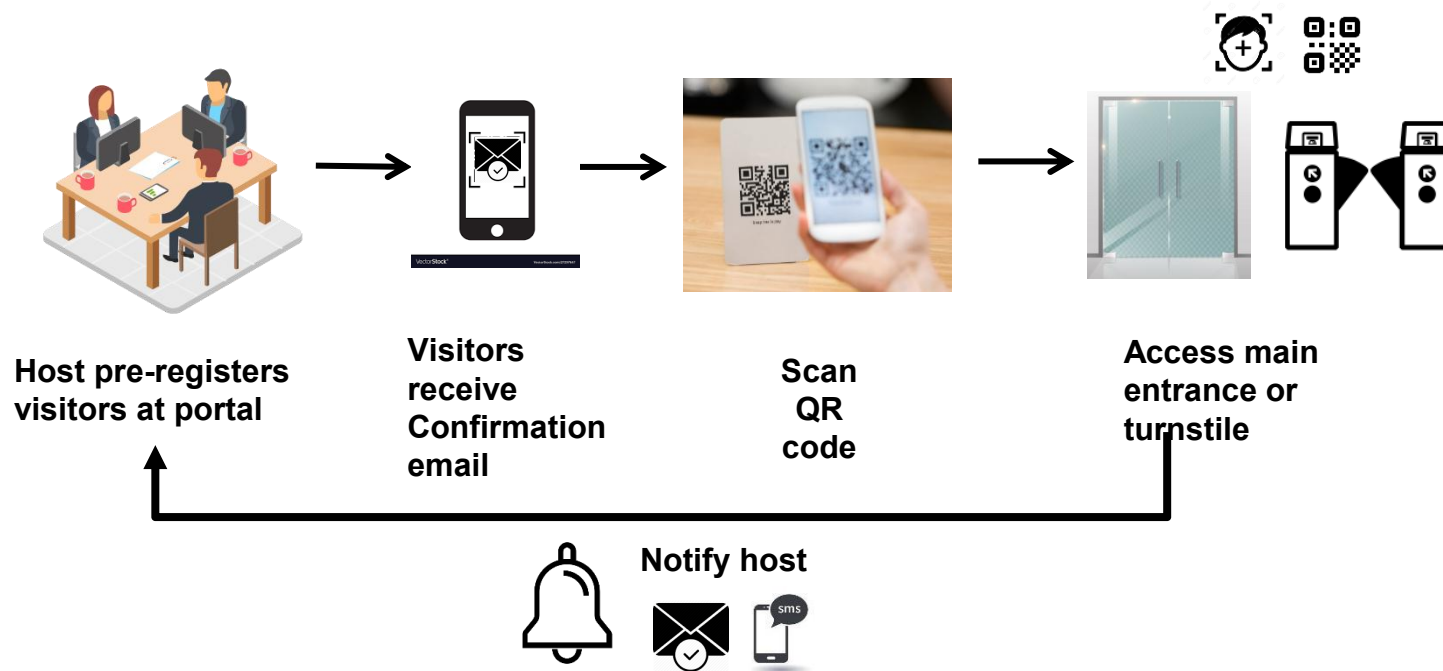 Host pre-registers
visitors at portal
Visitors
receive
Confirmation
email
Scan
QR
code
Access main
entrance or
turnstile
Notify host
sms
VectorStock